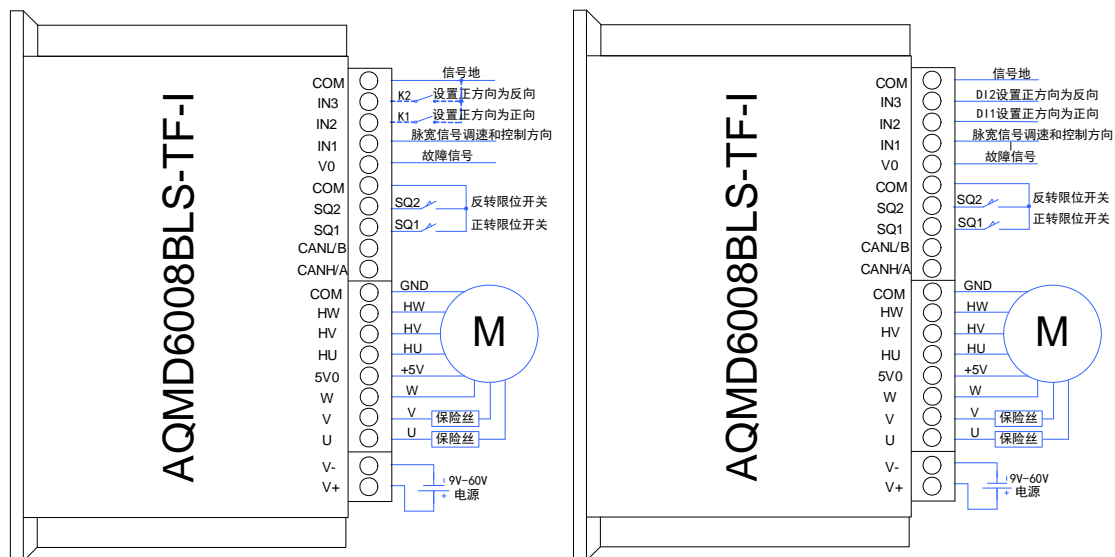 AQMD6008BLS-TF-I
COM 信号地
IN3 K2 设置正方向为反向
IN2 K1 设置正方向为正向
IN1 脉宽信号调速和控制方向
V0 故障信号
COM
SQ2 SQ2 反转限位开关
SQ1 SQ1 正转限位开关
CANL/B
CANH/A
COM GND
HW HW
HV HV M
HU HU
5V0 +5V
W W
V V 保险丝
U U 保险丝
V- 9V-60V
V+ 电源
AQMD6008BLS-TF-I
COM 信号地
IN3 DI2设置正方向为反向
IN2 DI1设置正方向为正向
IN1 脉宽信号调速和控制方向
V0 故障信号
COM
SQ2 SQ2 反转限位开关
SQ1 SQ1 正转限位开关
CANL/B
CANH/A
COM GND
HW HW
HV HV M
HU HU
5V0 +5V
W W
V V 保险丝
U U 保险丝
V- 9V-60V
V+ 电源